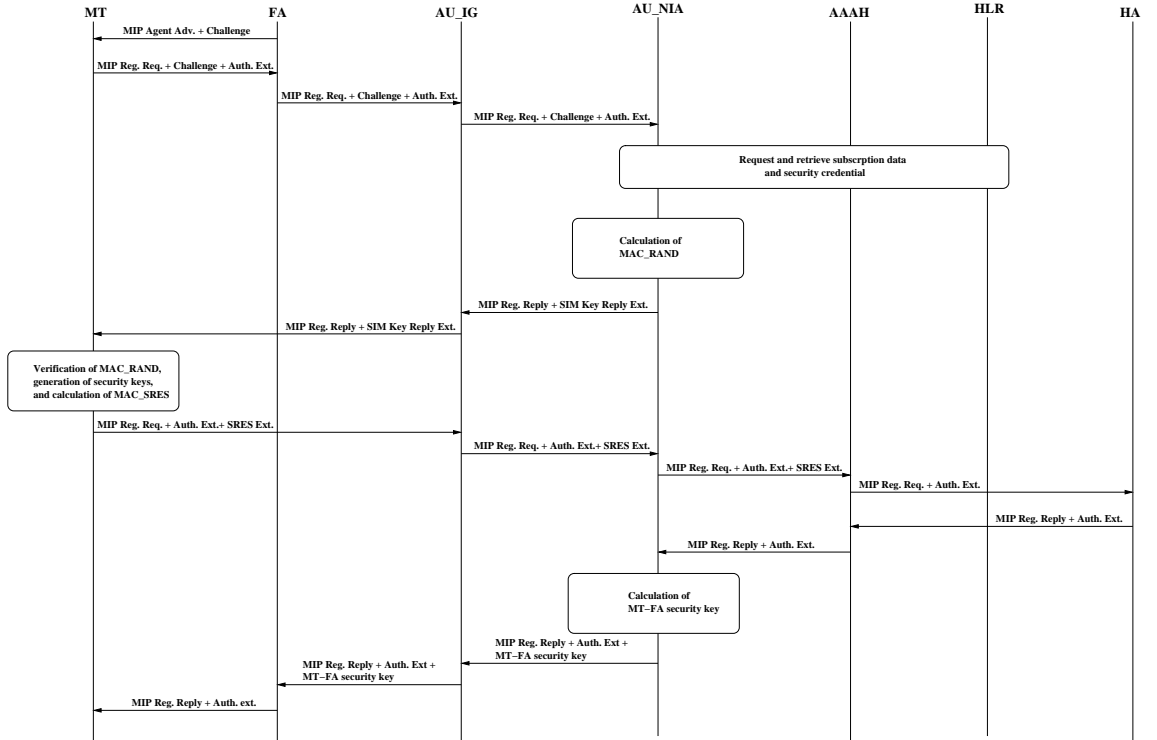 MT
FA
AU_IG
AU_NIA
AAAH
HLR
HA
MIP Agent Adv. + Challenge
MIP Reg. Req. + Challenge + Auth. Ext.
MIP Reg. Req. + Challenge + Auth. Ext.
MIP Reg. Req. + Challenge + Auth. Ext.
Request and retrieve subscrption data
and security credential
Calculation of
MAC_RAND
MIP Reg. Reply + SIM Key Reply Ext.
MIP Reg. Reply + SIM Key Reply Ext.
Verification of MAC_RAND,
generation of security keys,
and calculation of MAC_SRES
MIP Reg. Req. + Auth. Ext.+ SRES Ext.
MIP Reg. Req. + Auth. Ext.+ SRES Ext.
MIP Reg. Req. + Auth. Ext.+ SRES Ext.
MIP Reg. Req. + Auth. Ext.
MIP Reg. Reply + Auth. Ext.
MIP Reg. Reply + Auth. Ext.
Calculation of
MT−FA security key
MIP Reg. Reply + Auth. Ext +
MT−FA security key
MIP Reg. Reply + Auth. Ext +
MT−FA security key
MIP Reg. Reply + Auth. ext.